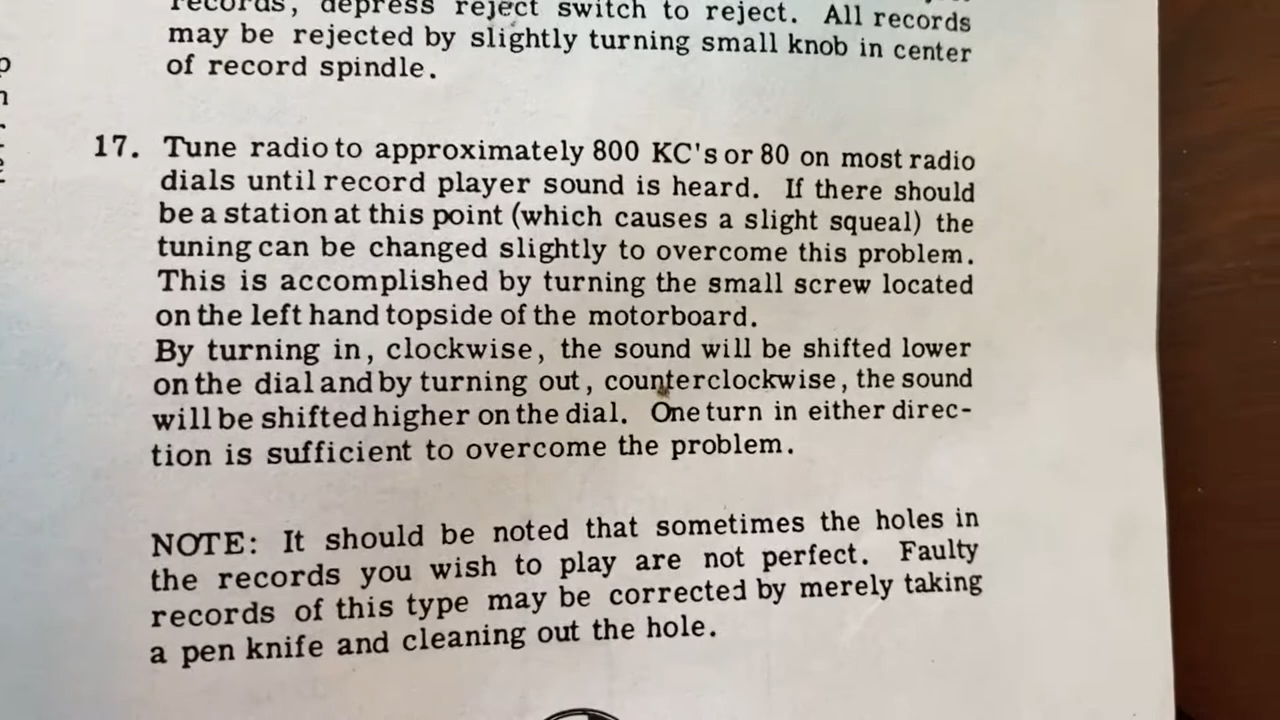 records, depress reject switch to reject. All records
may be rejected by slightly turning small knob in center
of record spindle.
17. Tune radio to approximately 800 KC's or 80 on most radio
dials until record player sound is heard. If there should
be a station at this point (which causes a slight squeal) the
tuning can be changed slightly to overcome this problem.
This is accomplished by turning the small screw located
on the left hand topside of the motorboard.
By turning in, clockwise, the sound will be shifted lower
on the dial and by turning out, counterclockwise, the sound
will be shifted higher on the dial. One turn in either direc-
tion is sufficient to overcome the problem.
NOTE: It should be noted that sometimes the holes in
the records you wish to play are not perfect. Faulty
records of this type may be corrected by merely taking
a pen knife and cleaning out the hole.